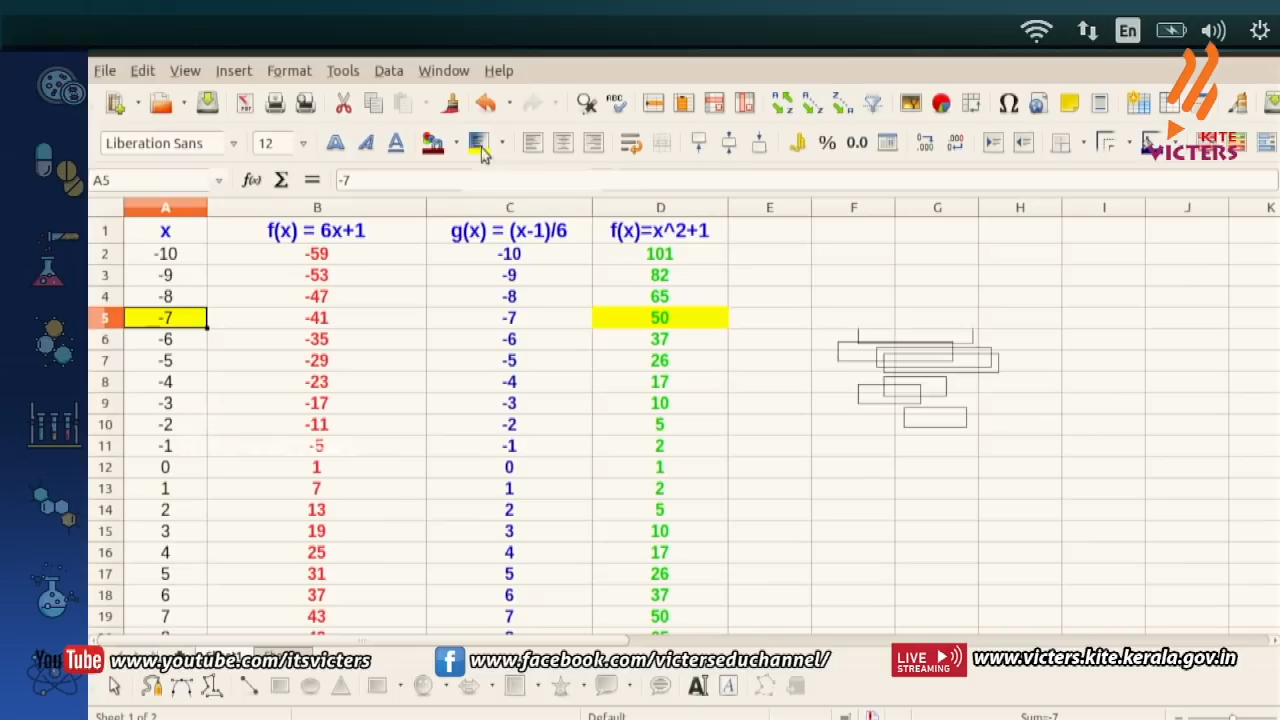 En
File Edit View Insert Format Tools Data Window Help
KITE
VICTERS
Liberation Sans 12 % 0.0
A5 f(x) Σ = -7
A B C D E F G H I J K
1 x f(x) = 6x+1 g(x) = (x-1)/6 f(x)=x^2+1
2 -10 -59 -10 101
3 -9 -53 -9 82
4 -8 -47 -8 65
5 -7 -41 -7 50
6 -6 -35 -6 37
7 -5 -29 -5 26
8 -4 -23 -4 17
9 -3 -17 -3 10
10 -2 -11 -2 5
11 -1 -5 -1 2
12 0 1 0 1
13 1 7 1 2
14 2 13 2 5
15 3 19 3 10
16 4 25 4 17
17 5 31 5 26
18 6 37 6 37
19 7 43 7 50
YouTube www.youtube.com/itsvicters f www.facebook.com/victerseduchannel/ LIVE STREAMING www.victers.kite.kerala.gov.in
Sheet 1 of 2 Default Sum=-7